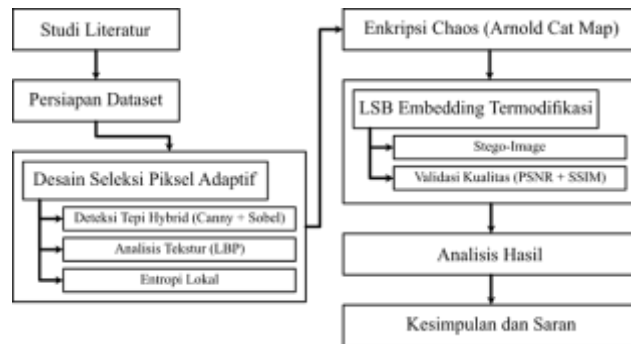 Studi Literatur
Persiapan Dataset
Desain Seleksi Piksel Adaptif
Deteksi Tepi Hybrid (Canny + Sobel)
Analisis Tekstur (LBP)
Entropi Lokal
Enkripsi Chaos (Arnold Cat Map)
LSB Embedding Termodifikasi
Stego-Image
Validasi Kualitas (PSNR + SSIM)
Analisis Hasil
Kesimpulan dan Saran